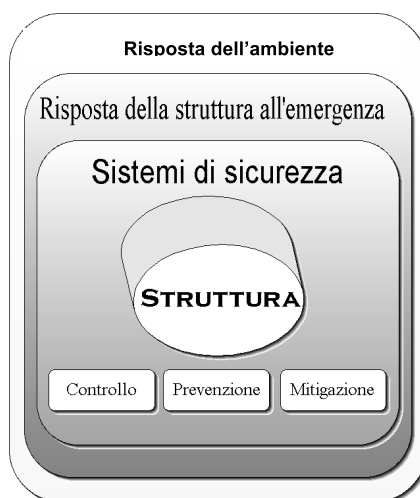 Risposta dell'ambiente
Risposta della struttura all'emergenza
Sistemi di sicurezza
STRUTTURA
Controllo Prevenzione Mitigazione